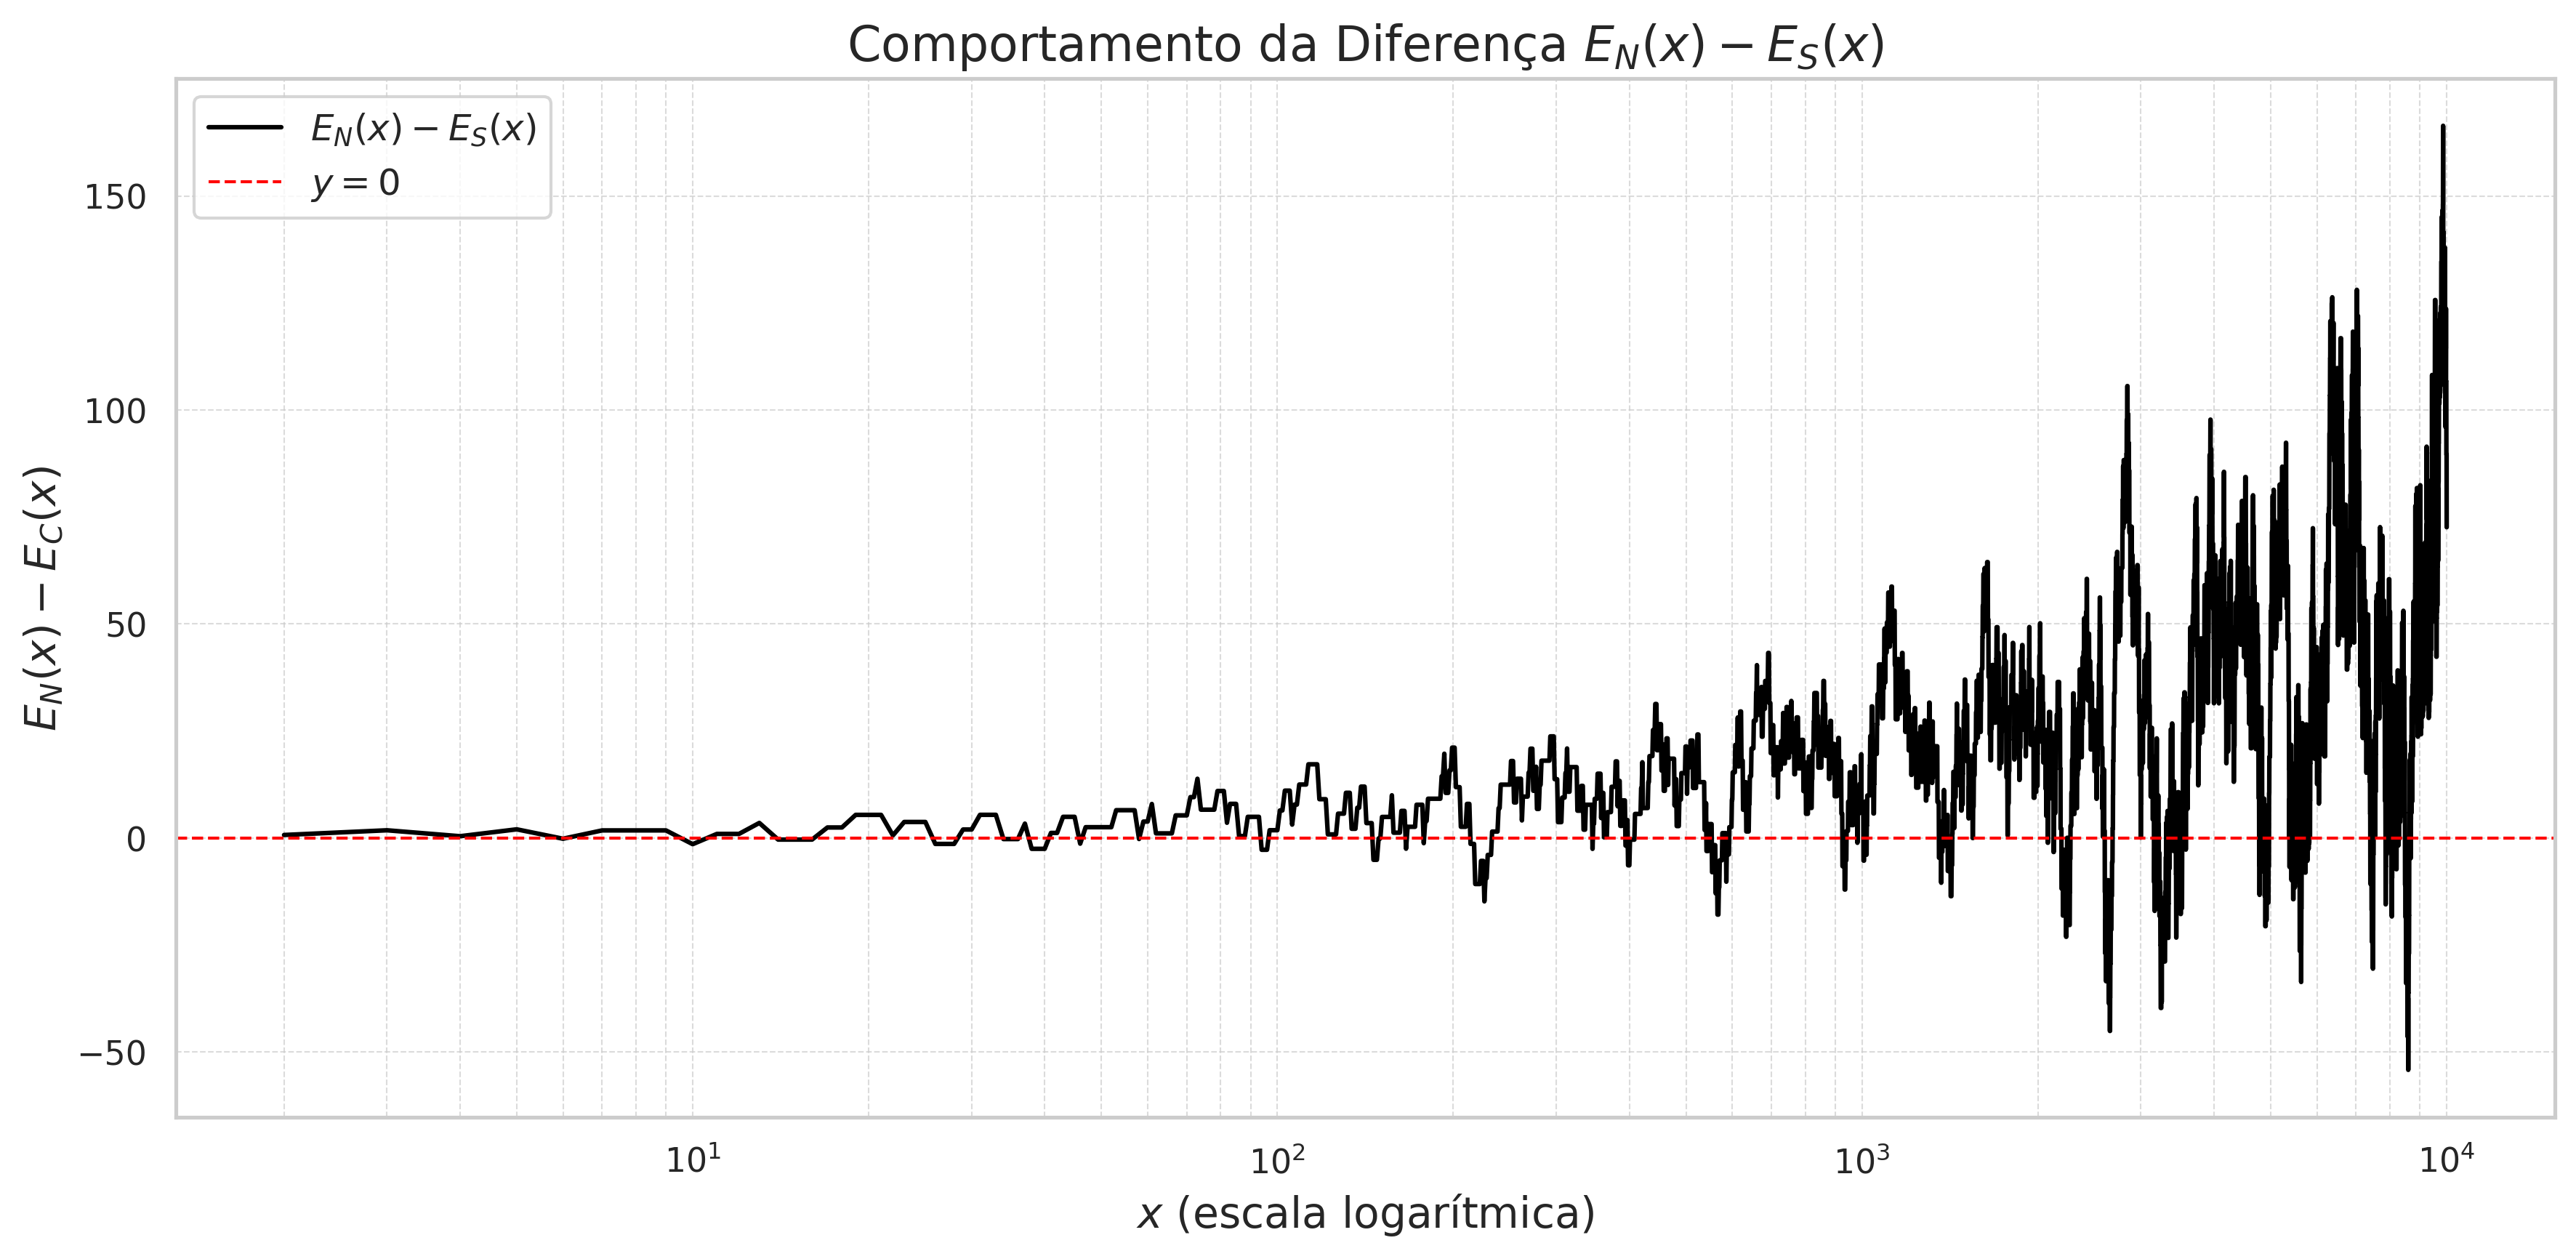 Comportamento da Diferença $E_N(x) - E_S(x)$
$E_N(x) - E_S(x)$
$y = 0$
$E_N(x) - E_C(x)$
150
100
50
0
−50
$10^1$
$10^2$
$10^3$
$10^4$
$x$ (escala logarítmica)